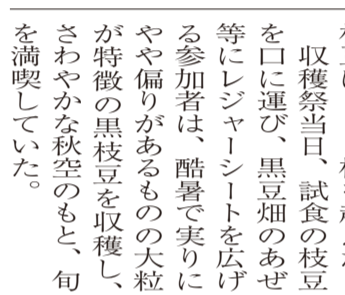 収穫祭当日、試食の枝豆
を口に運び、黒豆畑のあぜ
等にレジャーシートを広げ
る参加者は、酷暑で実りに
やや偏りがあるものの大粒
が特徴の黒枝豆を収穫し、
さわやかな秋空のもと、旬
を満喫していた。